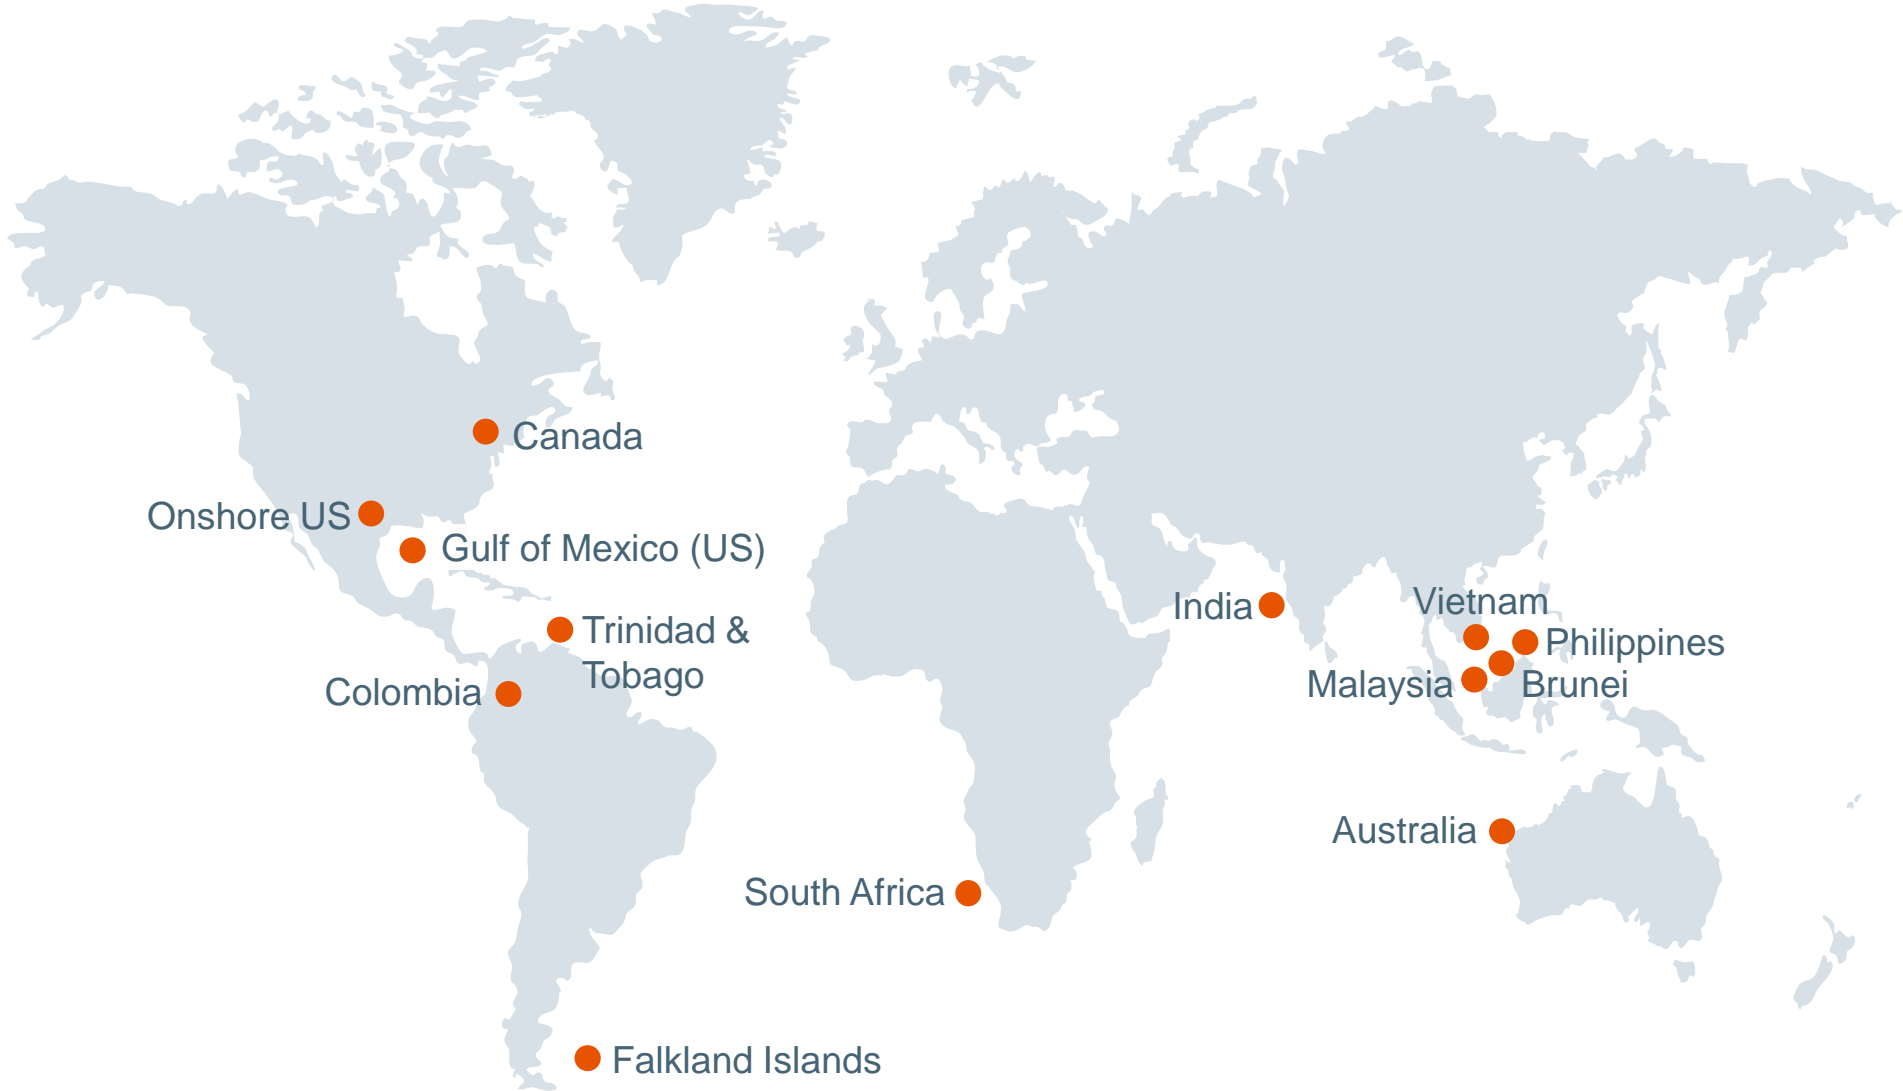 Canada
Onshore US
Gulf of Mexico (US)
Trinidad &
Tobago
Colombia
India
Vietnam
Philippines
Malaysia
Brunei
Australia
South Africa
Falkland Islands